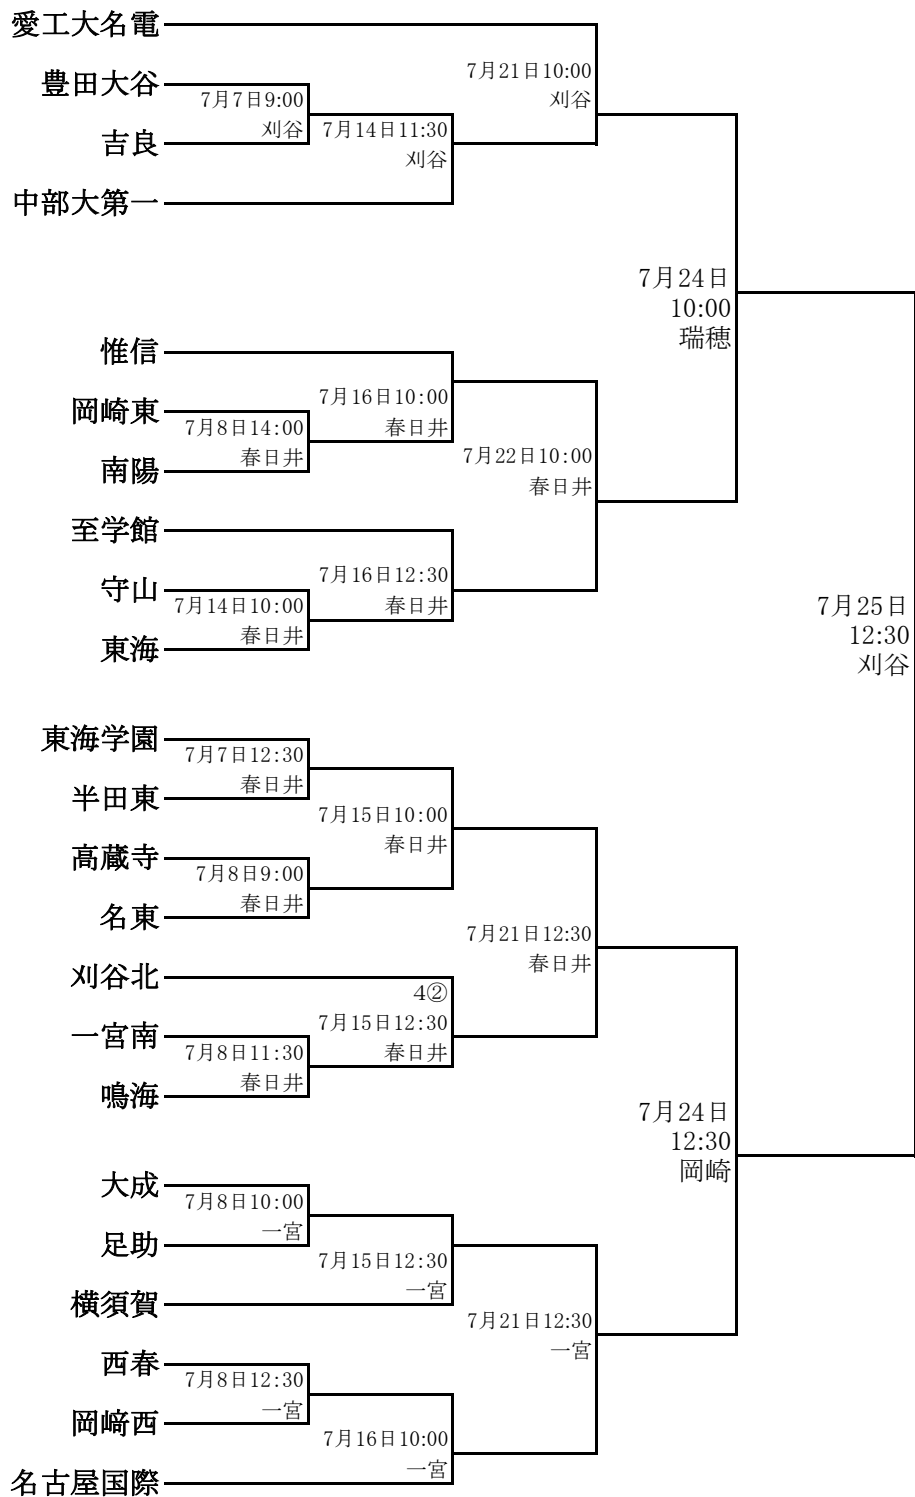 愛工大名電
7月21日10:00
刈谷
豊田大谷
7月7日9:00
刈谷
吉良
7月14日11:30
刈谷
中部大第一
7月24日
10:00
瑞穂
惟信
岡崎東
7月8日14:00
春日井
南陽
7月16日10:00
春日井
7月22日10:00
春日井
至学館
守山
7月14日10:00
春日井
東海
7月16日12:30
春日井
7月25日
12:30
刈谷
東海学園
7月7日12:30
春日井
半田東
7月15日10:00
春日井
高蔵寺
7月8日9:00
春日井
名東
7月21日12:30
春日井
刈谷北
4②
7月15日12:30
春日井
一宮南
7月8日11:30
春日井
鳴海
7月24日
12:30
岡崎
大成
7月8日10:00
一宮
足助
7月15日12:30
一宮
横須賀
7月21日12:30
一宮
西春
7月8日12:30
一宮
岡﨑西
7月16日10:00
一宮
名古屋国際